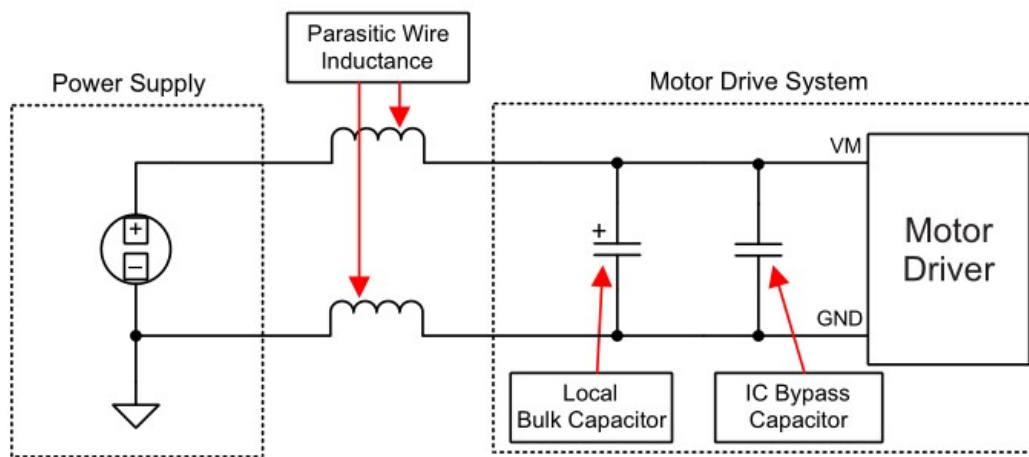 Parasitic Wire
Inductance
Power Supply
Motor Drive System
VM
+
+
Motor
Driver
–
GND
Local
Bulk Capacitor
IC Bypass
Capacitor